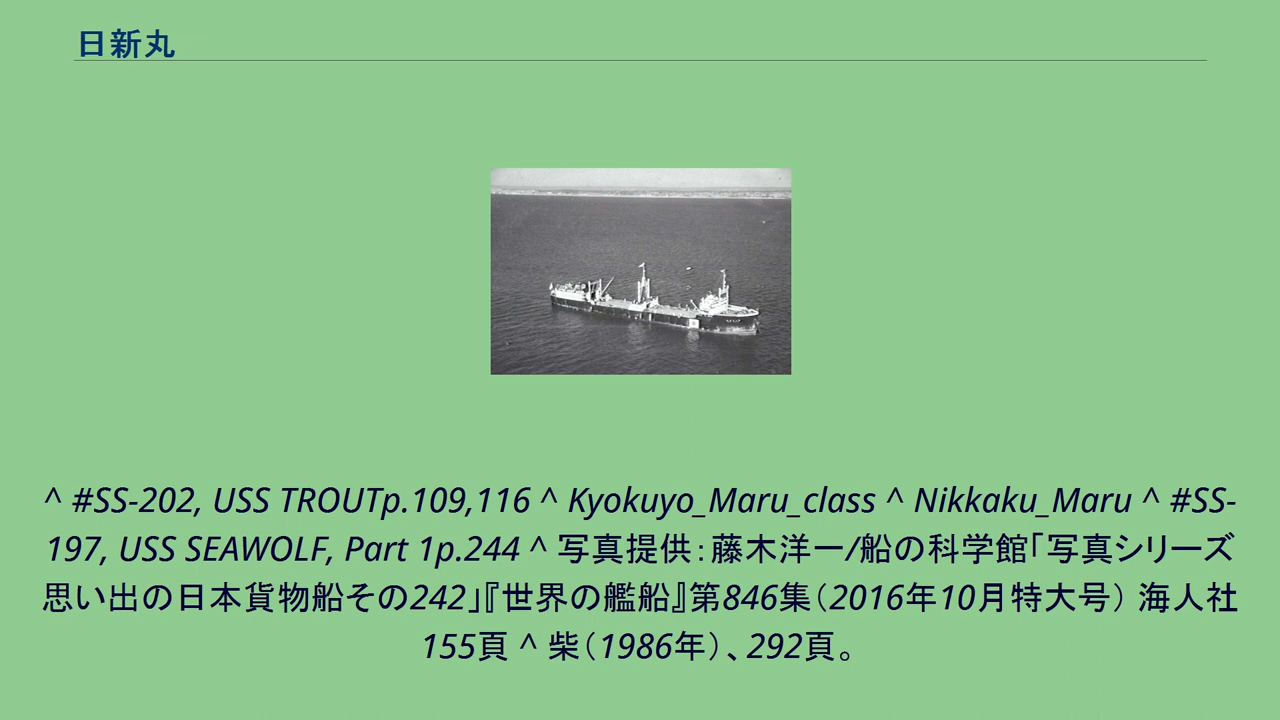 日新丸
^ #SS-202, USS TROUTp.109,116 ^ Kyokuyo_Maru_class ^ Nikkaku_Maru ^ #SS-
197, USS SEAWOLF, Part 1p.244 ^ 写真提供：藤木洋一/船の科学館「写真シリーズ
思い出の日本貨物船その242」『世界の艦船』第846集（2016年10月特大号） 海人社
155頁 ^ 柴（1986年）、292頁。